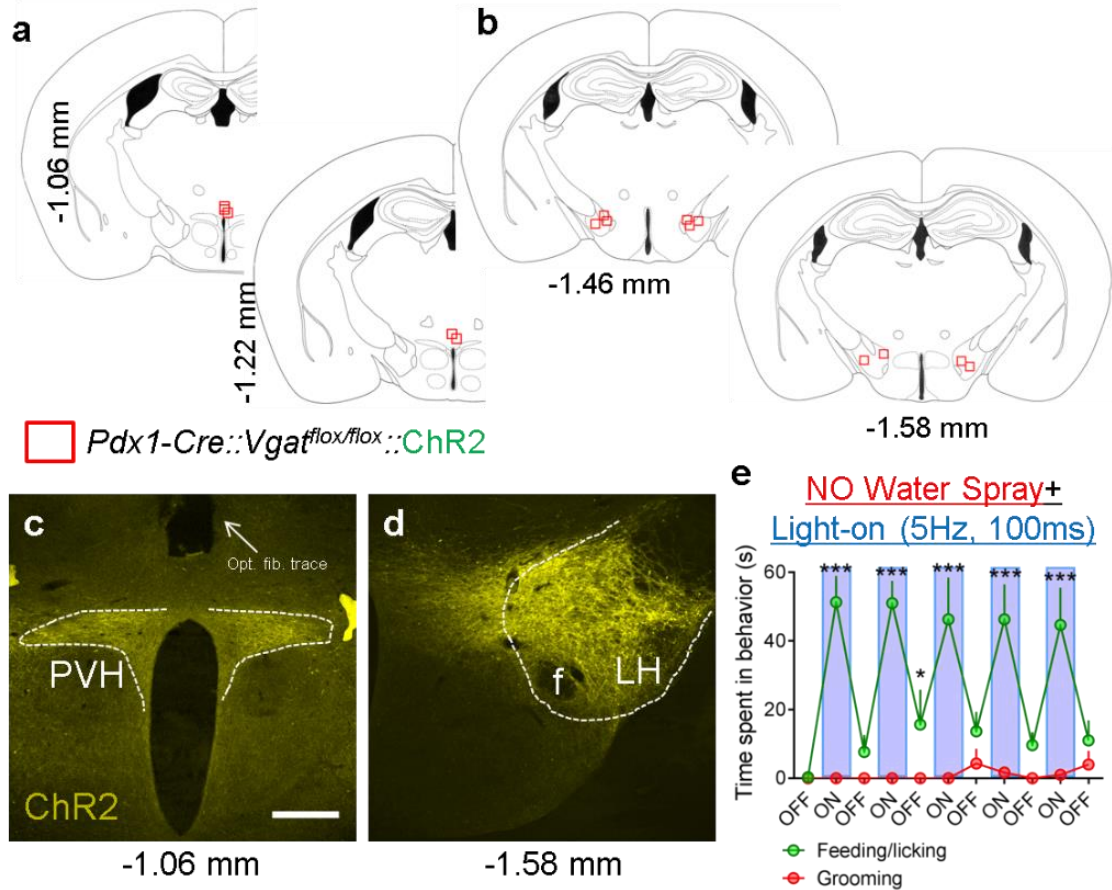 a
b
-1.06 mm
-1.22 mm
-1.46 mm
-1.58 mm
Pdx1-Cre::Vgat^flox/flox::ChR2
c
Opt. fib. trace
PVH
ChR2
-1.06 mm
d
f
LH
-1.58 mm
e
NO Water Spray+
Light-on (5Hz, 100ms)
Time spent in behavior (s)
60
40
20
0
*** *** *** *** ***
*
OFF ON OFF ON OFF ON OFF ON OFF ON OFF
Feeding/licking
Grooming